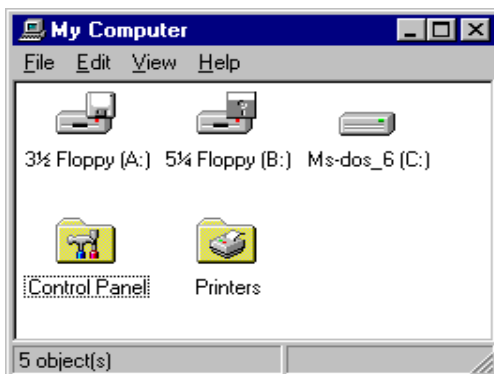 My Computer
File Edit View Help
3½ Floppy (A:) 5¼ Floppy (B:) Ms-dos_6 (C:)
Control Panel Printers
5 object(s)